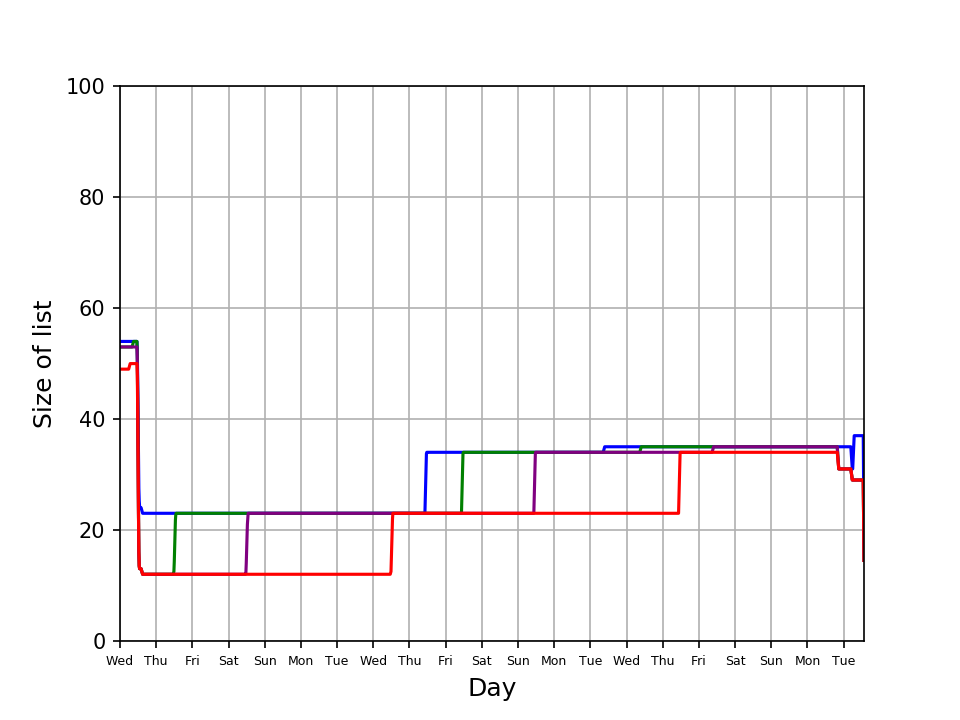 100
80
60
40
20
0
Size of list
Wed Thu Fri Sat Sun Mon Tue Wed Thu Fri Sat Sun Mon Tue Wed Thu Fri Sat Sun Mon Tue
Day